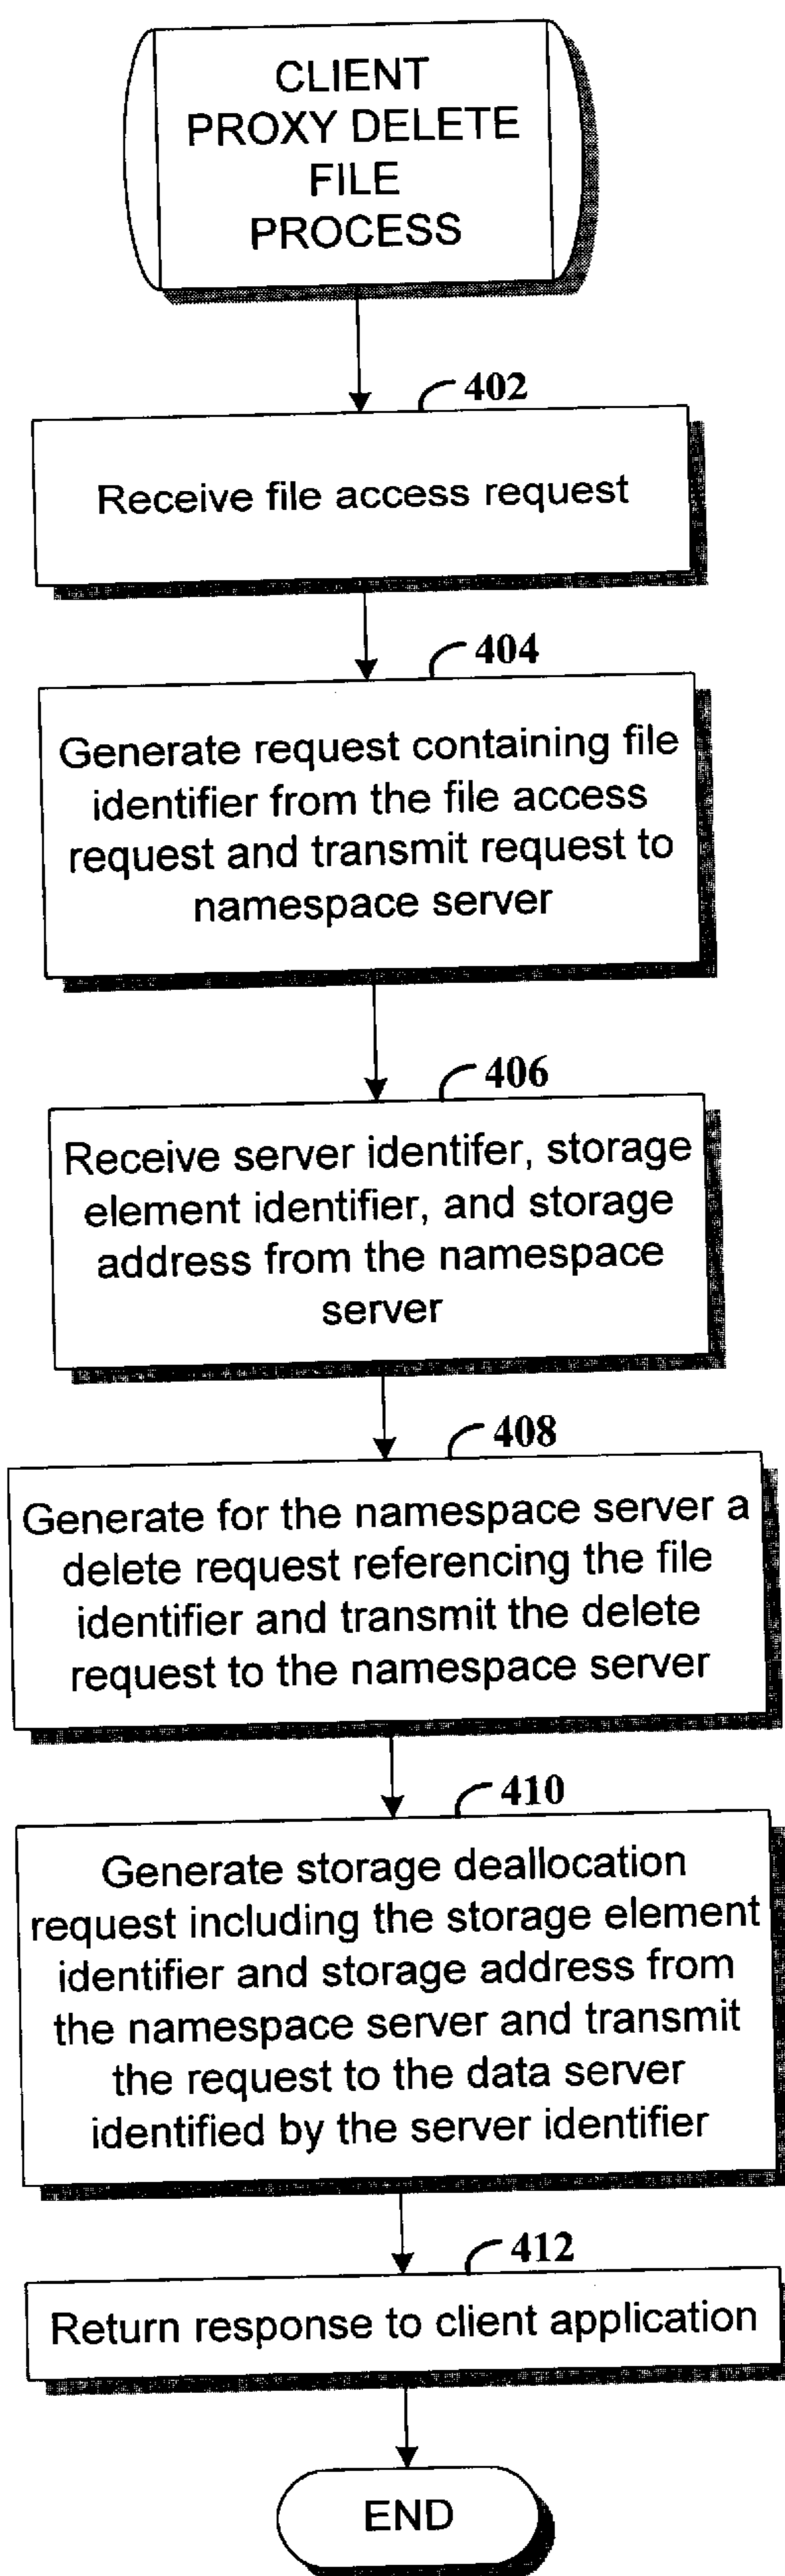 CLIENT
PROXY DELETE
FILE
PROCESS
402
Receive file access request
404
Generate request containing file
identifier from the file access
request and transmit request to
namespace server
406
Receive server identifer, storage
element identifier, and storage
address from the namespace
server
408
Generate for the namespace server a
delete request referencing the file
identifier and transmit the delete
request to the namespace server
410
Generate storage deallocation
request including the storage element
identifier and storage address from
the namespace server and transmit
the request to the data server
identified by the server identifier
412
Return response to client application
END